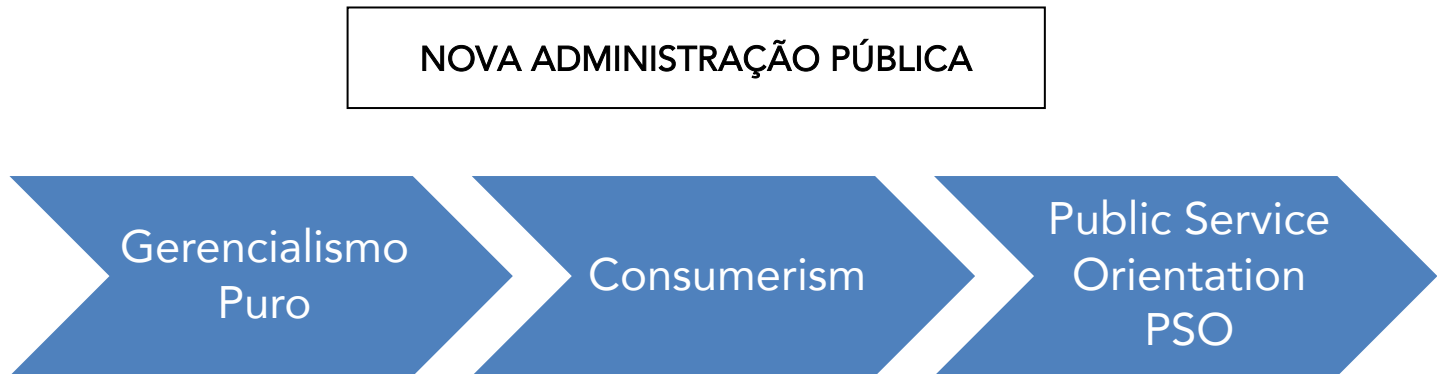 NOVA ADMINISTRAÇÃO PÚBLICA
Gerencialismo
Puro
Consumerism
Public Service
Orientation
PSO